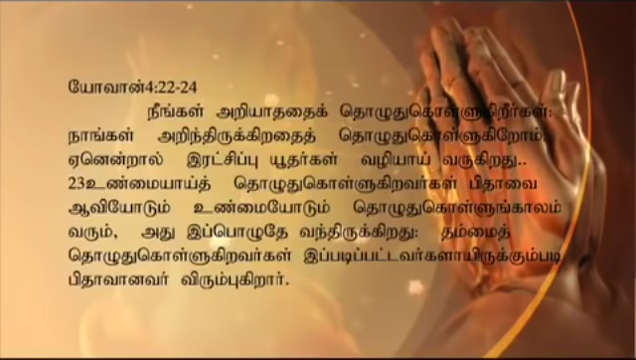 யோவான்4:22-24
நீங்கள் அறியாததைக் தொழுதுகொள்ளுகிறீர்கள்:
நாங்கள் அறிந்திருக்கிறதைத் தொழுதுகொள்ளுகிறோம்;
ஏனென்றால் இரட்சிப்பு யூதர்கள் வழியாய் வருகிறது..
23உண்மையாய்த் தொழுதுகொள்ளுகிறவர்கள் பிதாவை
ஆவியோடும் உண்மையோடும் தொழுதுகொள்ளுங்காலம்
வரும், அது இப்பொழுதே வந்திருக்கிறது: தம்மைத்
தொழுதுகொள்ளுகிறவர்கள் இப்படிப்பட்டவர்களாயிருக்கும்படி
பிதாவானவர் விரும்புகிறார்.